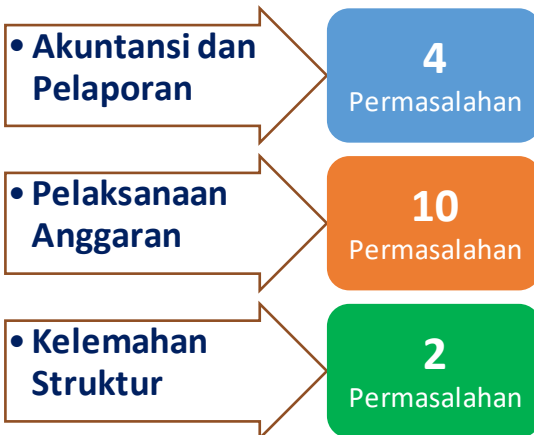 • Akuntansi dan
Pelaporan
4
Permasalahan
• Pelaksanaan
Anggaran
10
Permasalahan
• Kelemahan
Struktur
2
Permasalahan